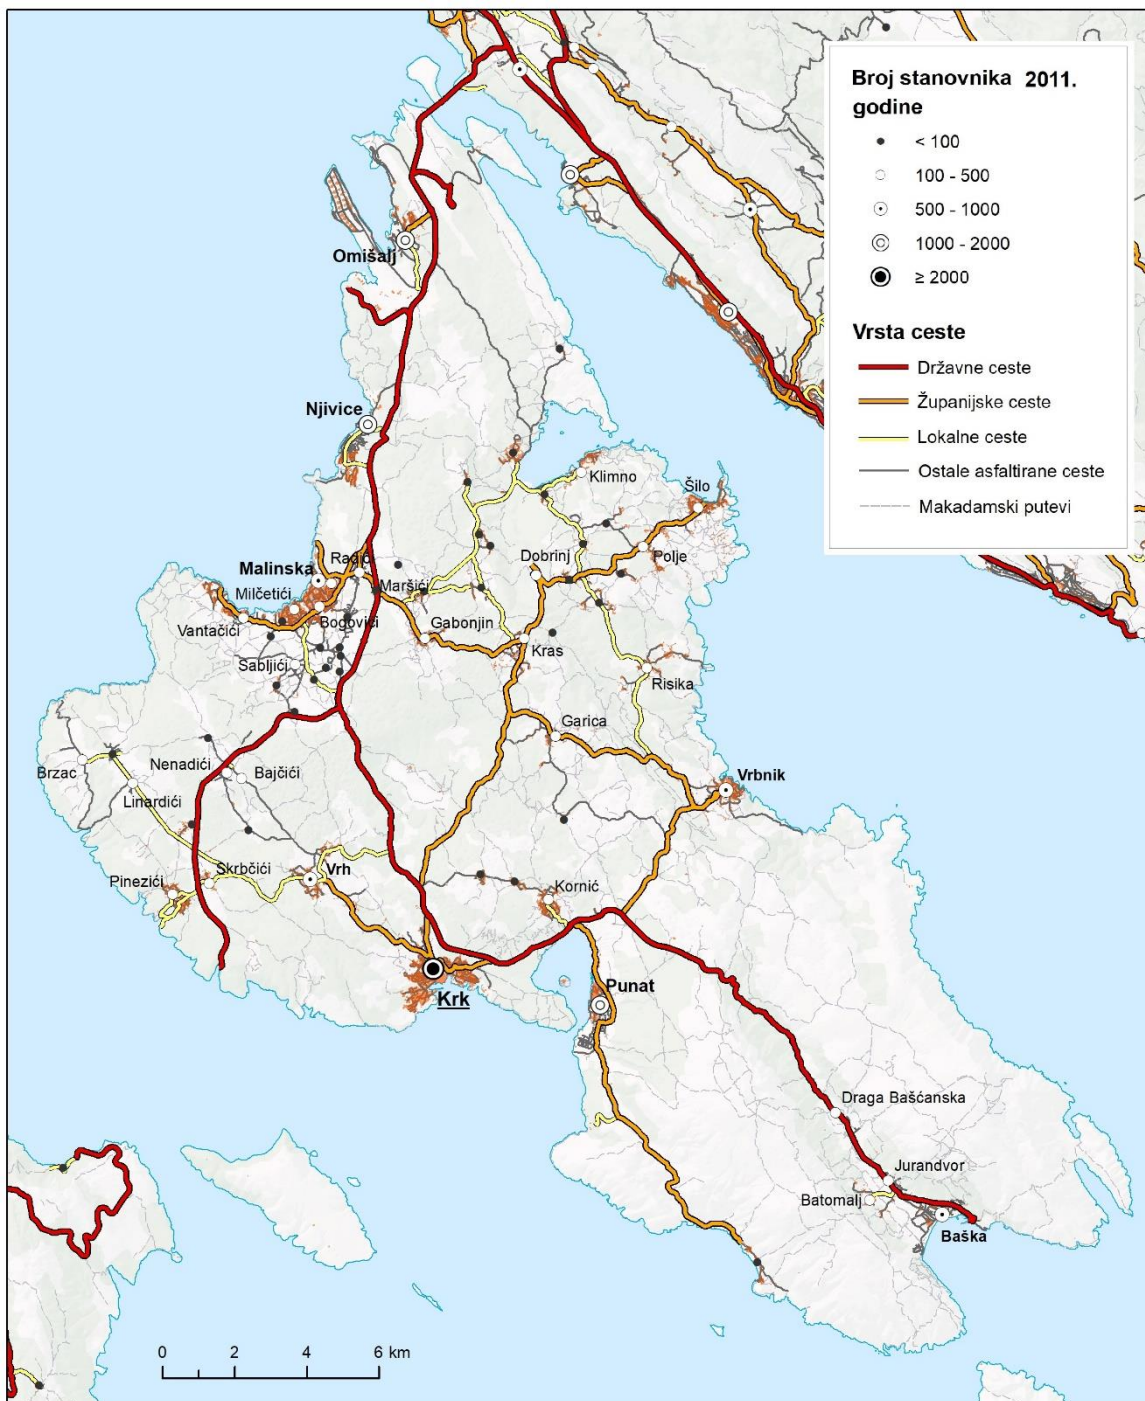 Broj stanovnika 2011.
godine
< 100
100 - 500
500 - 1000
1000 - 2000
≥ 2000
Vrsta ceste
Državne ceste
Županijske ceste
Lokalne ceste
Ostale asfaltirane ceste
Makadamski putevi
Omišalj
Njivice
Klimno
Šilo
Dobrinj
Polje
Radići
Malinska
Maršići
Milčetići
Bogovići
Vantačići
Gabonjin
Kras
Sabljići
Risika
Garica
Brzac
Nenadići
Bajčići
Vrbnik
Linardići
Skrbčići
Vrh
Pinezići
Kornić
Punat
Krk
Draga Bašćanska
Jurandvor
Batomalj
Baška
0 2 4 6 km